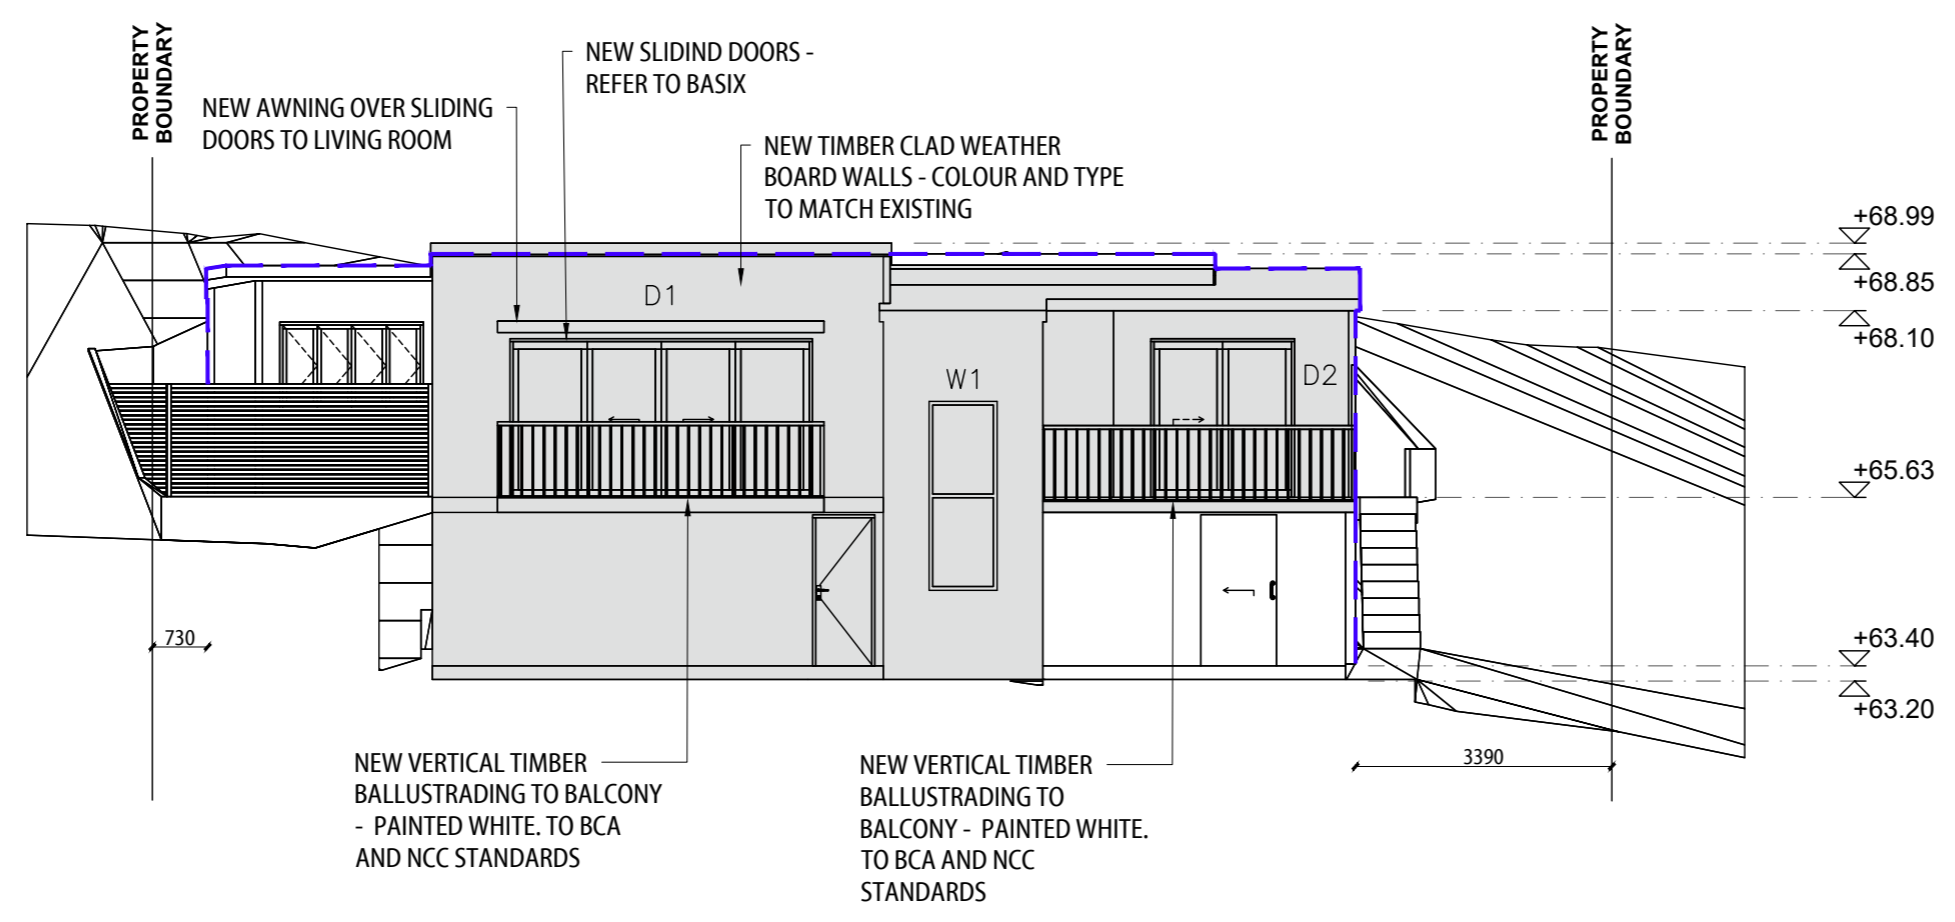 PROPERTY
BOUNDARY
NEW SLIDIND DOORS -
REFER TO BASIX
NEW AWNING OVER SLIDING
DOORS TO LIVING ROOM
NEW TIMBER CLAD WEATHER
BOARD WALLS - COLOUR AND TYPE
TO MATCH EXISTING
PROPERTY
BOUNDARY
+68.99
+68.85
+68.10
+65.63
+63.40
+63.20
D1
W1
D2
730
3390
NEW VERTICAL TIMBER
BALLUSTRADING TO BALCONY
- PAINTED WHITE. TO BCA
AND NCC STANDARDS
NEW VERTICAL TIMBER
BALLUSTRADING TO
BALCONY - PAINTED WHITE.
TO BCA AND NCC
STANDARDS